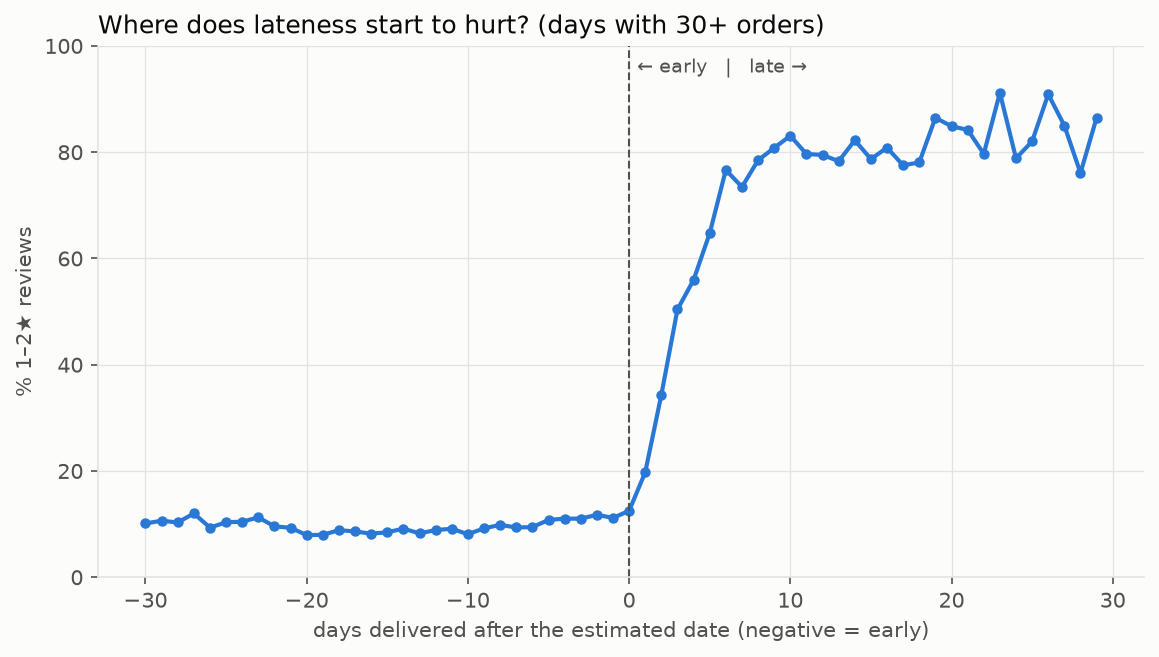 Where does lateness start to hurt? (days with 30+ orders)
← early | late →
% 1–2★ reviews
100
80
60
40
20
0
−30 −20 −10 0 10 20 30
days delivered after the estimated date (negative = early)